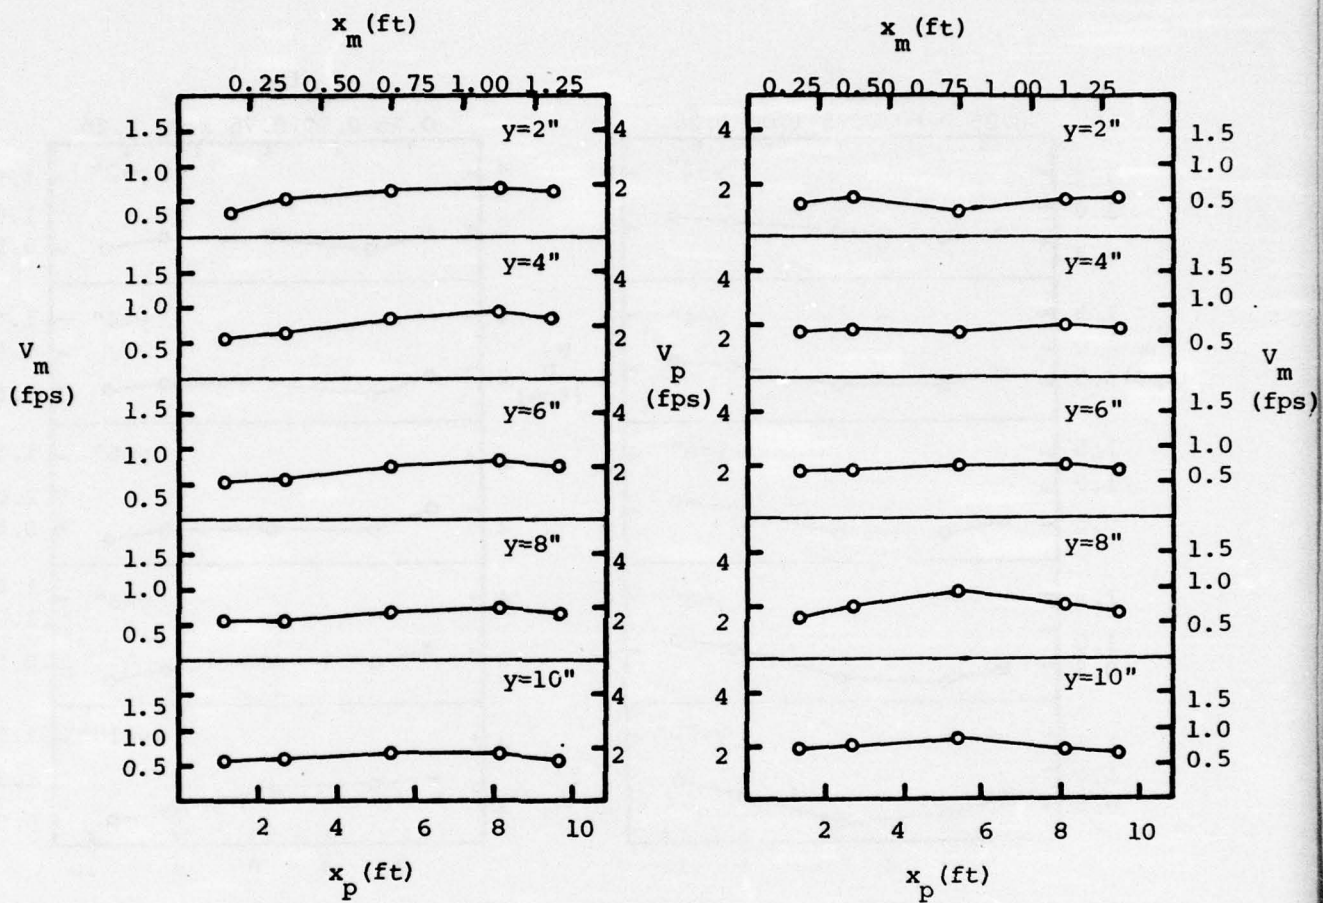 x_m (ft) x_m (ft)
0.25 0.50 0.75 1.00 1.25 0.25 0.50 0.75 1.00 1.25
1.5 y=2" 4 4 y=2" 1.5
1.0 1.0
0.5 2 2 0.5
1.5 y=4" 4 4 y=4" 1.5
1.0 1.0
0.5 2 2 0.5
V_m (fps) V_p (fps) V_m (fps)
1.5 y=6" 4 4 y=6" 1.5
1.0 1.0
0.5 2 2 0.5
1.5 y=8" 4 4 y=8" 1.5
1.0 1.0
0.5 2 2 0.5
1.5 y=10" 4 4 y=10" 1.5
1.0 1.0
0.5 2 2 0.5
2 4 6 8 10 2 4 6 8 10
x_p (ft) x_p (ft)